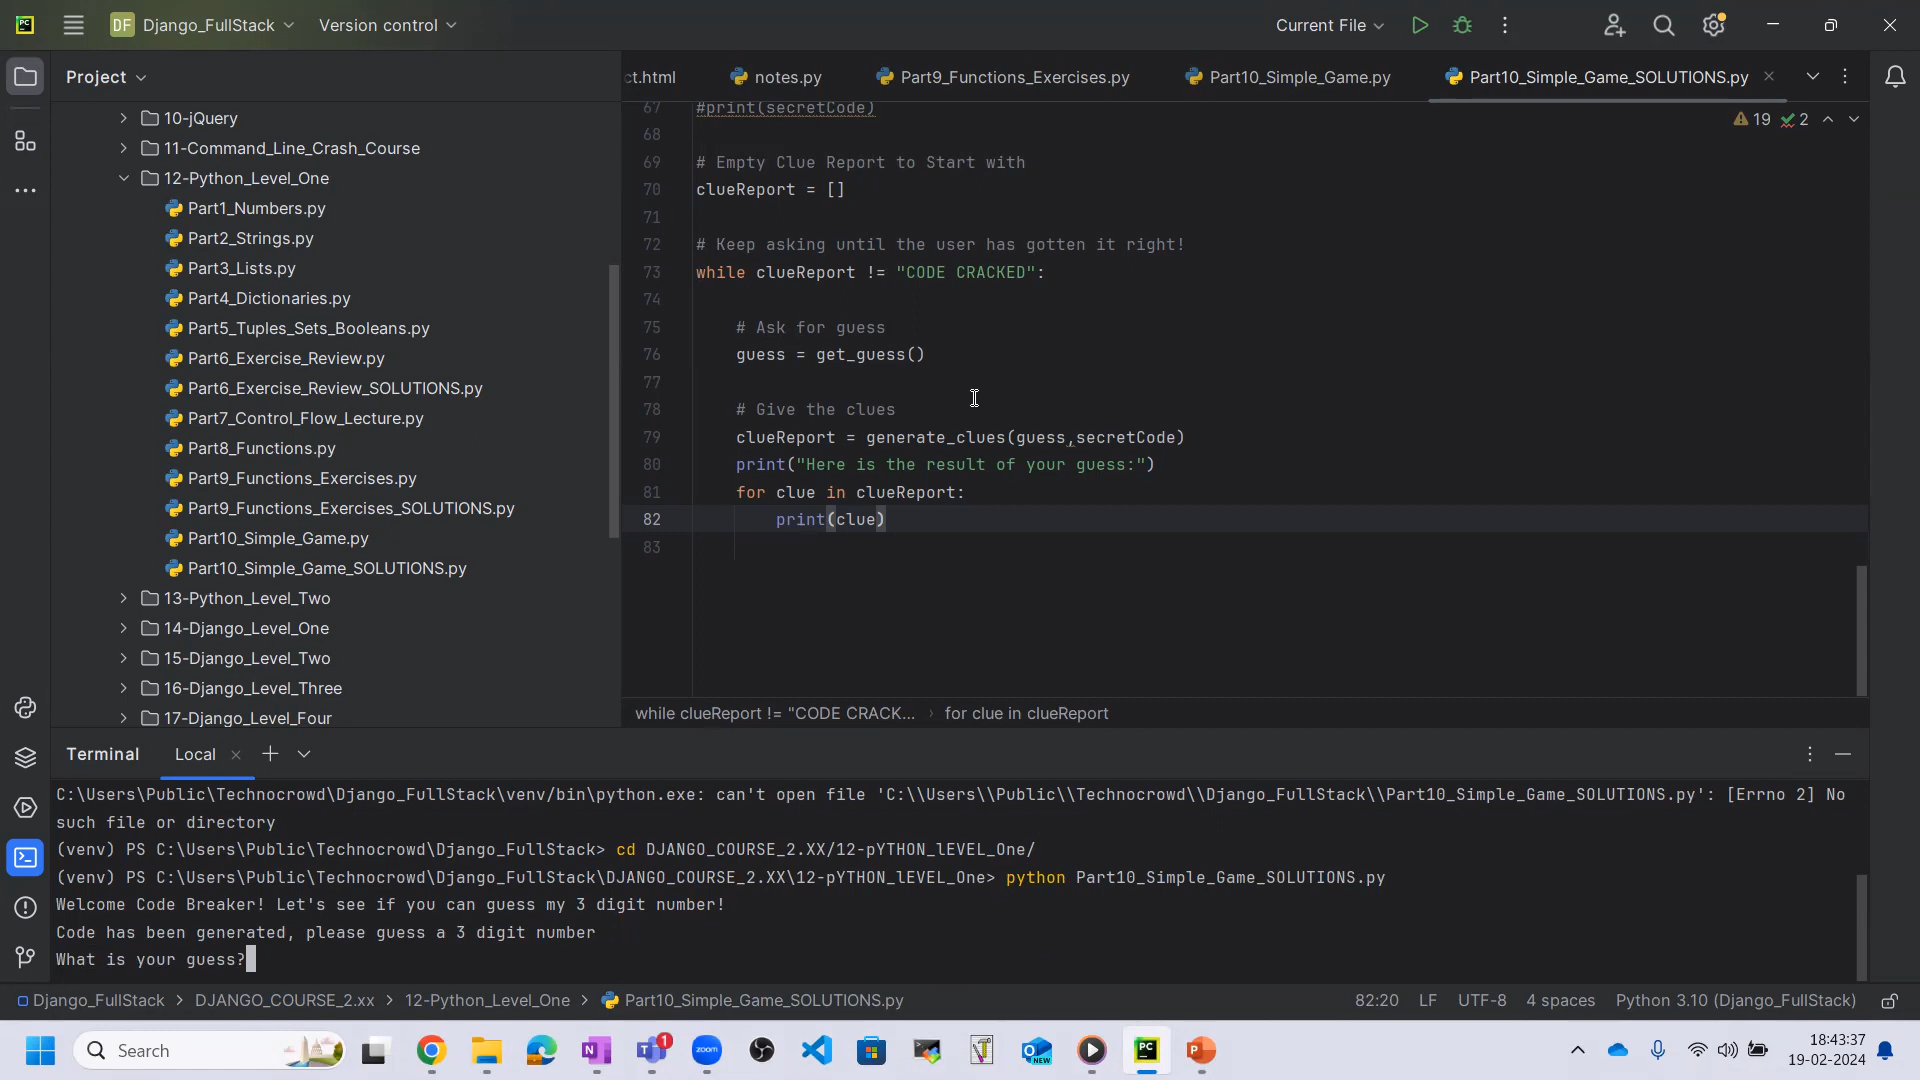 DF Django_FullStack Version control Current File
Project
ct.html notes.py Part9_Functions_Exercises.py Part10_Simple_Game.py Part10_Simple_Game_SOLUTIONS.py
10-jQuery
11-Command_Line_Crash_Course
12-Python_Level_One
Part1_Numbers.py
Part2_Strings.py
Part3_Lists.py
Part4_Dictionaries.py
Part5_Tuples_Sets_Booleans.py
Part6_Exercise_Review.py
Part6_Exercise_Review_SOLUTIONS.py
Part7_Control_Flow_Lecture.py
Part8_Functions.py
Part9_Functions_Exercises.py
Part9_Functions_Exercises_SOLUTIONS.py
Part10_Simple_Game.py
Part10_Simple_Game_SOLUTIONS.py
13-Python_Level_Two
14-Django_Level_One
15-Django_Level_Two
16-Django_Level_Three
17-Django_Level_Four
19 2
67 #print(secretCode)
68
69 # Empty Clue Report to Start with
70 clueReport = []
71
72 # Keep asking until the user has gotten it right!
73 while clueReport != "CODE CRACKED":
74
75 # Ask for guess
76 guess = get_guess()
77
78 # Give the clues
79 clueReport = generate_clues(guess,secretCode)
80 print("Here is the result of your guess:")
81 for clue in clueReport:
82 print(clue)
83
while clueReport != "CODE CRACK... for clue in clueReport
Terminal Local
C:\Users\Public\Technocrowd\Django_FullStack\venv/bin\python.exe: can't open file 'C:\\Users\\Public\\Technocrowd\\Django_FullStack\\Part10_Simple_Game_SOLUTIONS.py': [Errno 2] No
such file or directory
(venv) PS C:\Users\Public\Technocrowd\Django_FullStack> cd DJANGO_COURSE_2.XX/12-pYTHON_lEVEL_One/
(venv) PS C:\Users\Public\Technocrowd\Django_FullStack\DJANGO_COURSE_2.XX\12-pYTHON_lEVEL_One> python Part10_Simple_Game_SOLUTIONS.py
Welcome Code Breaker! Let's see if you can guess my 3 digit number!
Code has been generated, please guess a 3 digit number
What is your guess?
Django_FullStack > DJANGO_COURSE_2.xx > 12-Python_Level_One > Part10_Simple_Game_SOLUTIONS.py 82:20 LF UTF-8 4 spaces Python 3.10 (Django_FullStack)
Search 1 zoom NEW 18:43:37
19-02-2024